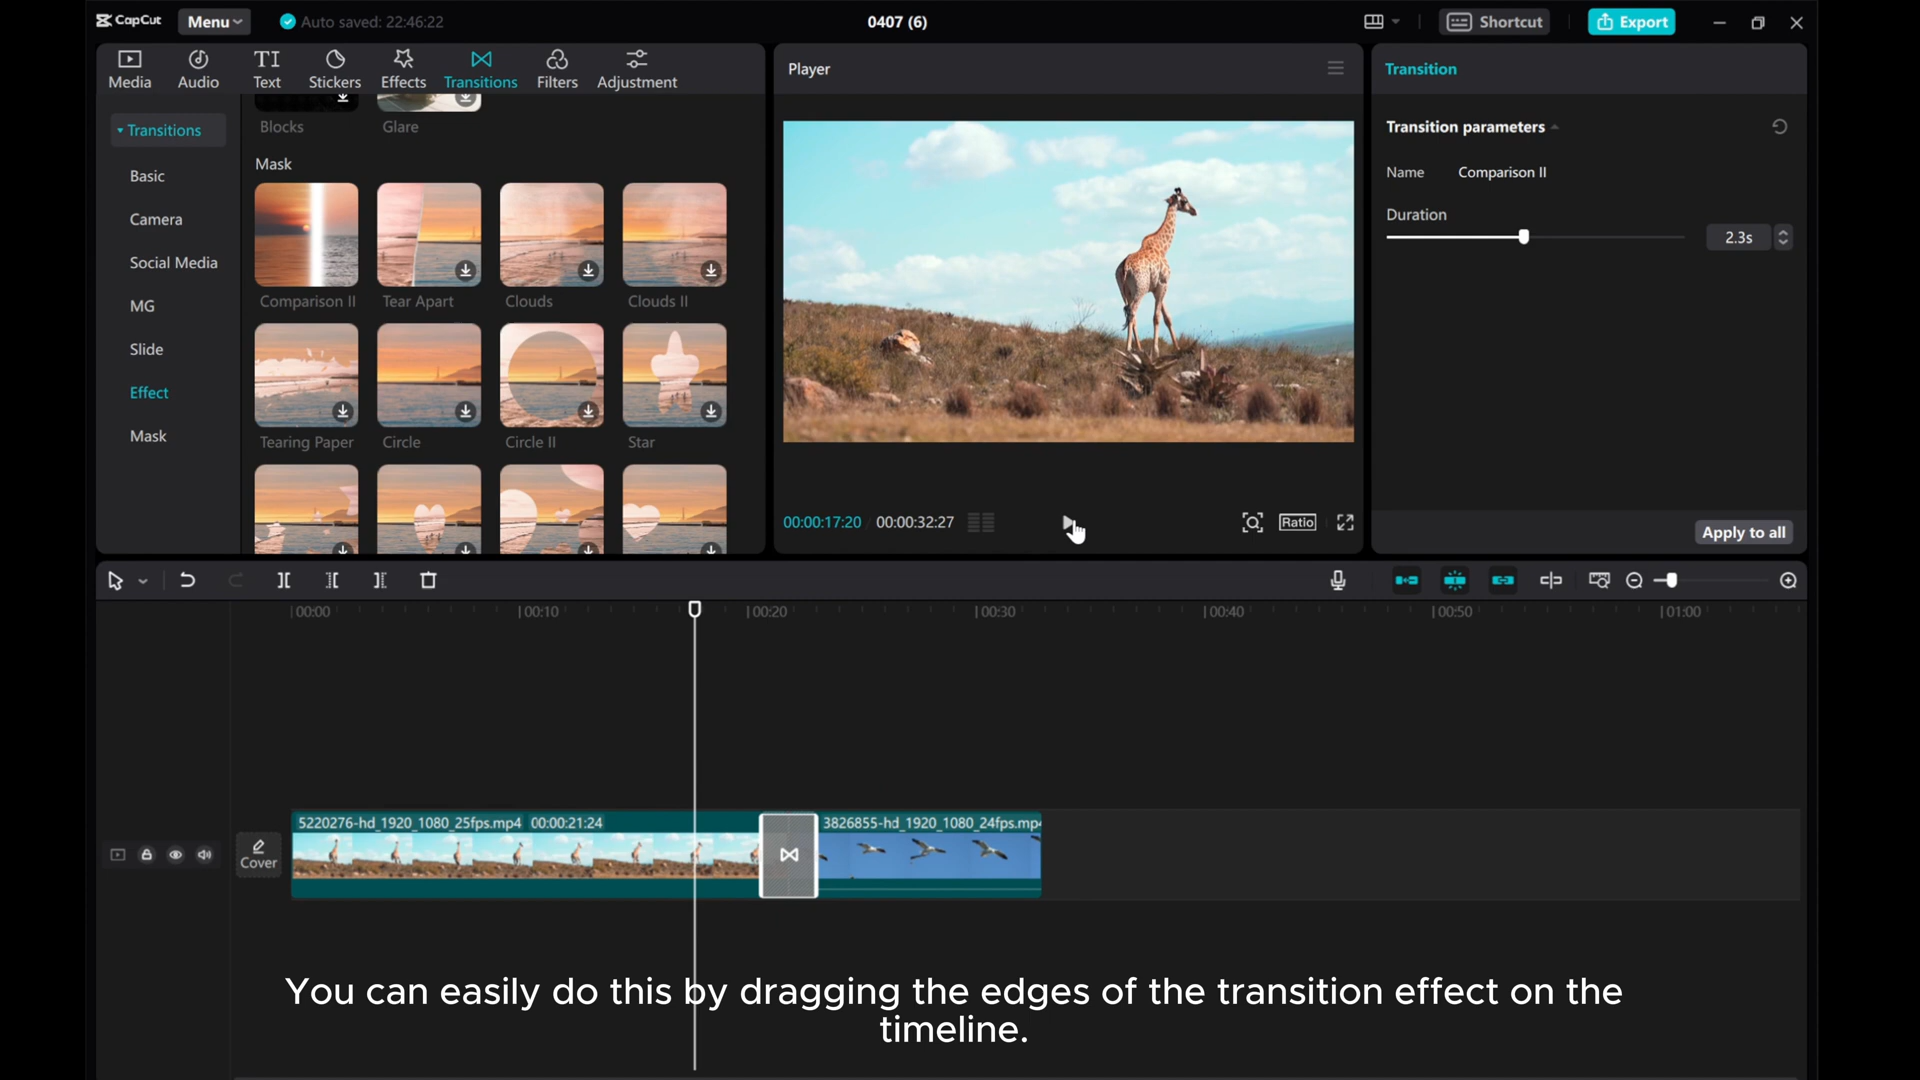 CapCut
Menu
Auto saved: 22:46:22
0407 (6)
Shortcut
Export
Media
Audio
TI
Text
Stickers
Effects
Transitions
Filters
Adjustment
Transitions
Basic
Camera
Social Media
MG
Slide
Effect
Mask
Blocks
Glare
Mask
Comparison II
Tear Apart
Clouds
Clouds II
Tearing Paper
Circle
Circle II
Star
Player
00:00:17:20
00:00:32:27
Ratio
Transition
Transition parameters
Name
Comparison II
Duration
2.3s
Apply to all
00:00
00:10
00:20
00:30
00:40
00:50
01:00
Cover
5220276-hd_1920_1080_25fps.mp4 00:00:21:24
3826855-hd_1920_1080_24fps.mp4
You can easily do this by dragging the edges of the transition effect on the
timeline.